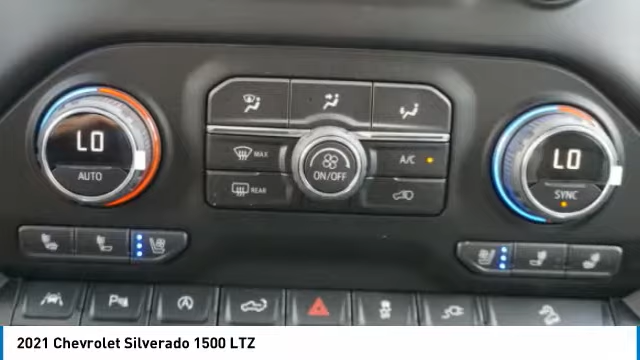 LO
AUTO
MAX
REAR
ON/OFF
A/C
LO
SYNC
2021 Chevrolet Silverado 1500 LTZ